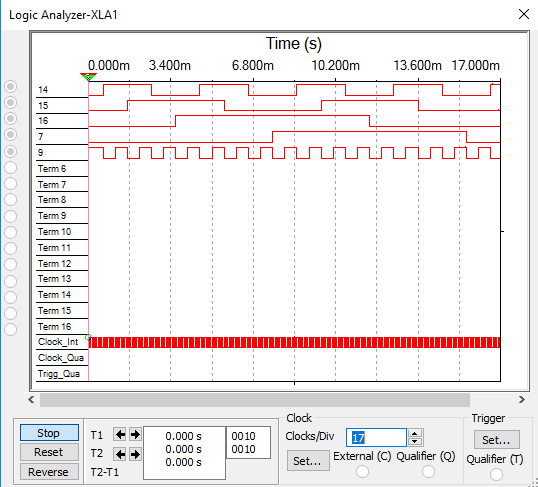 Logic Analyzer-XLA1
Time (s)
0.000m 3.400m 6.800m 10.200m 13.600m 17.000m
14
15
16
7
9
Term 6
Term 7
Term 8
Term 9
Term 10
Term 11
Term 12
Term 13
Term 14
Term 15
Term 16
Clock_Int
Clock_Qua
Trigg_Qua
Stop
Reset
Reverse
T1
T2
T2-T1
0.000 s 0010
0.000 s 0010
0.000 s
Clock
Clocks/Div 17
Set... External (C) Qualifier (Q)
Trigger
Set...
Qualifier (T)